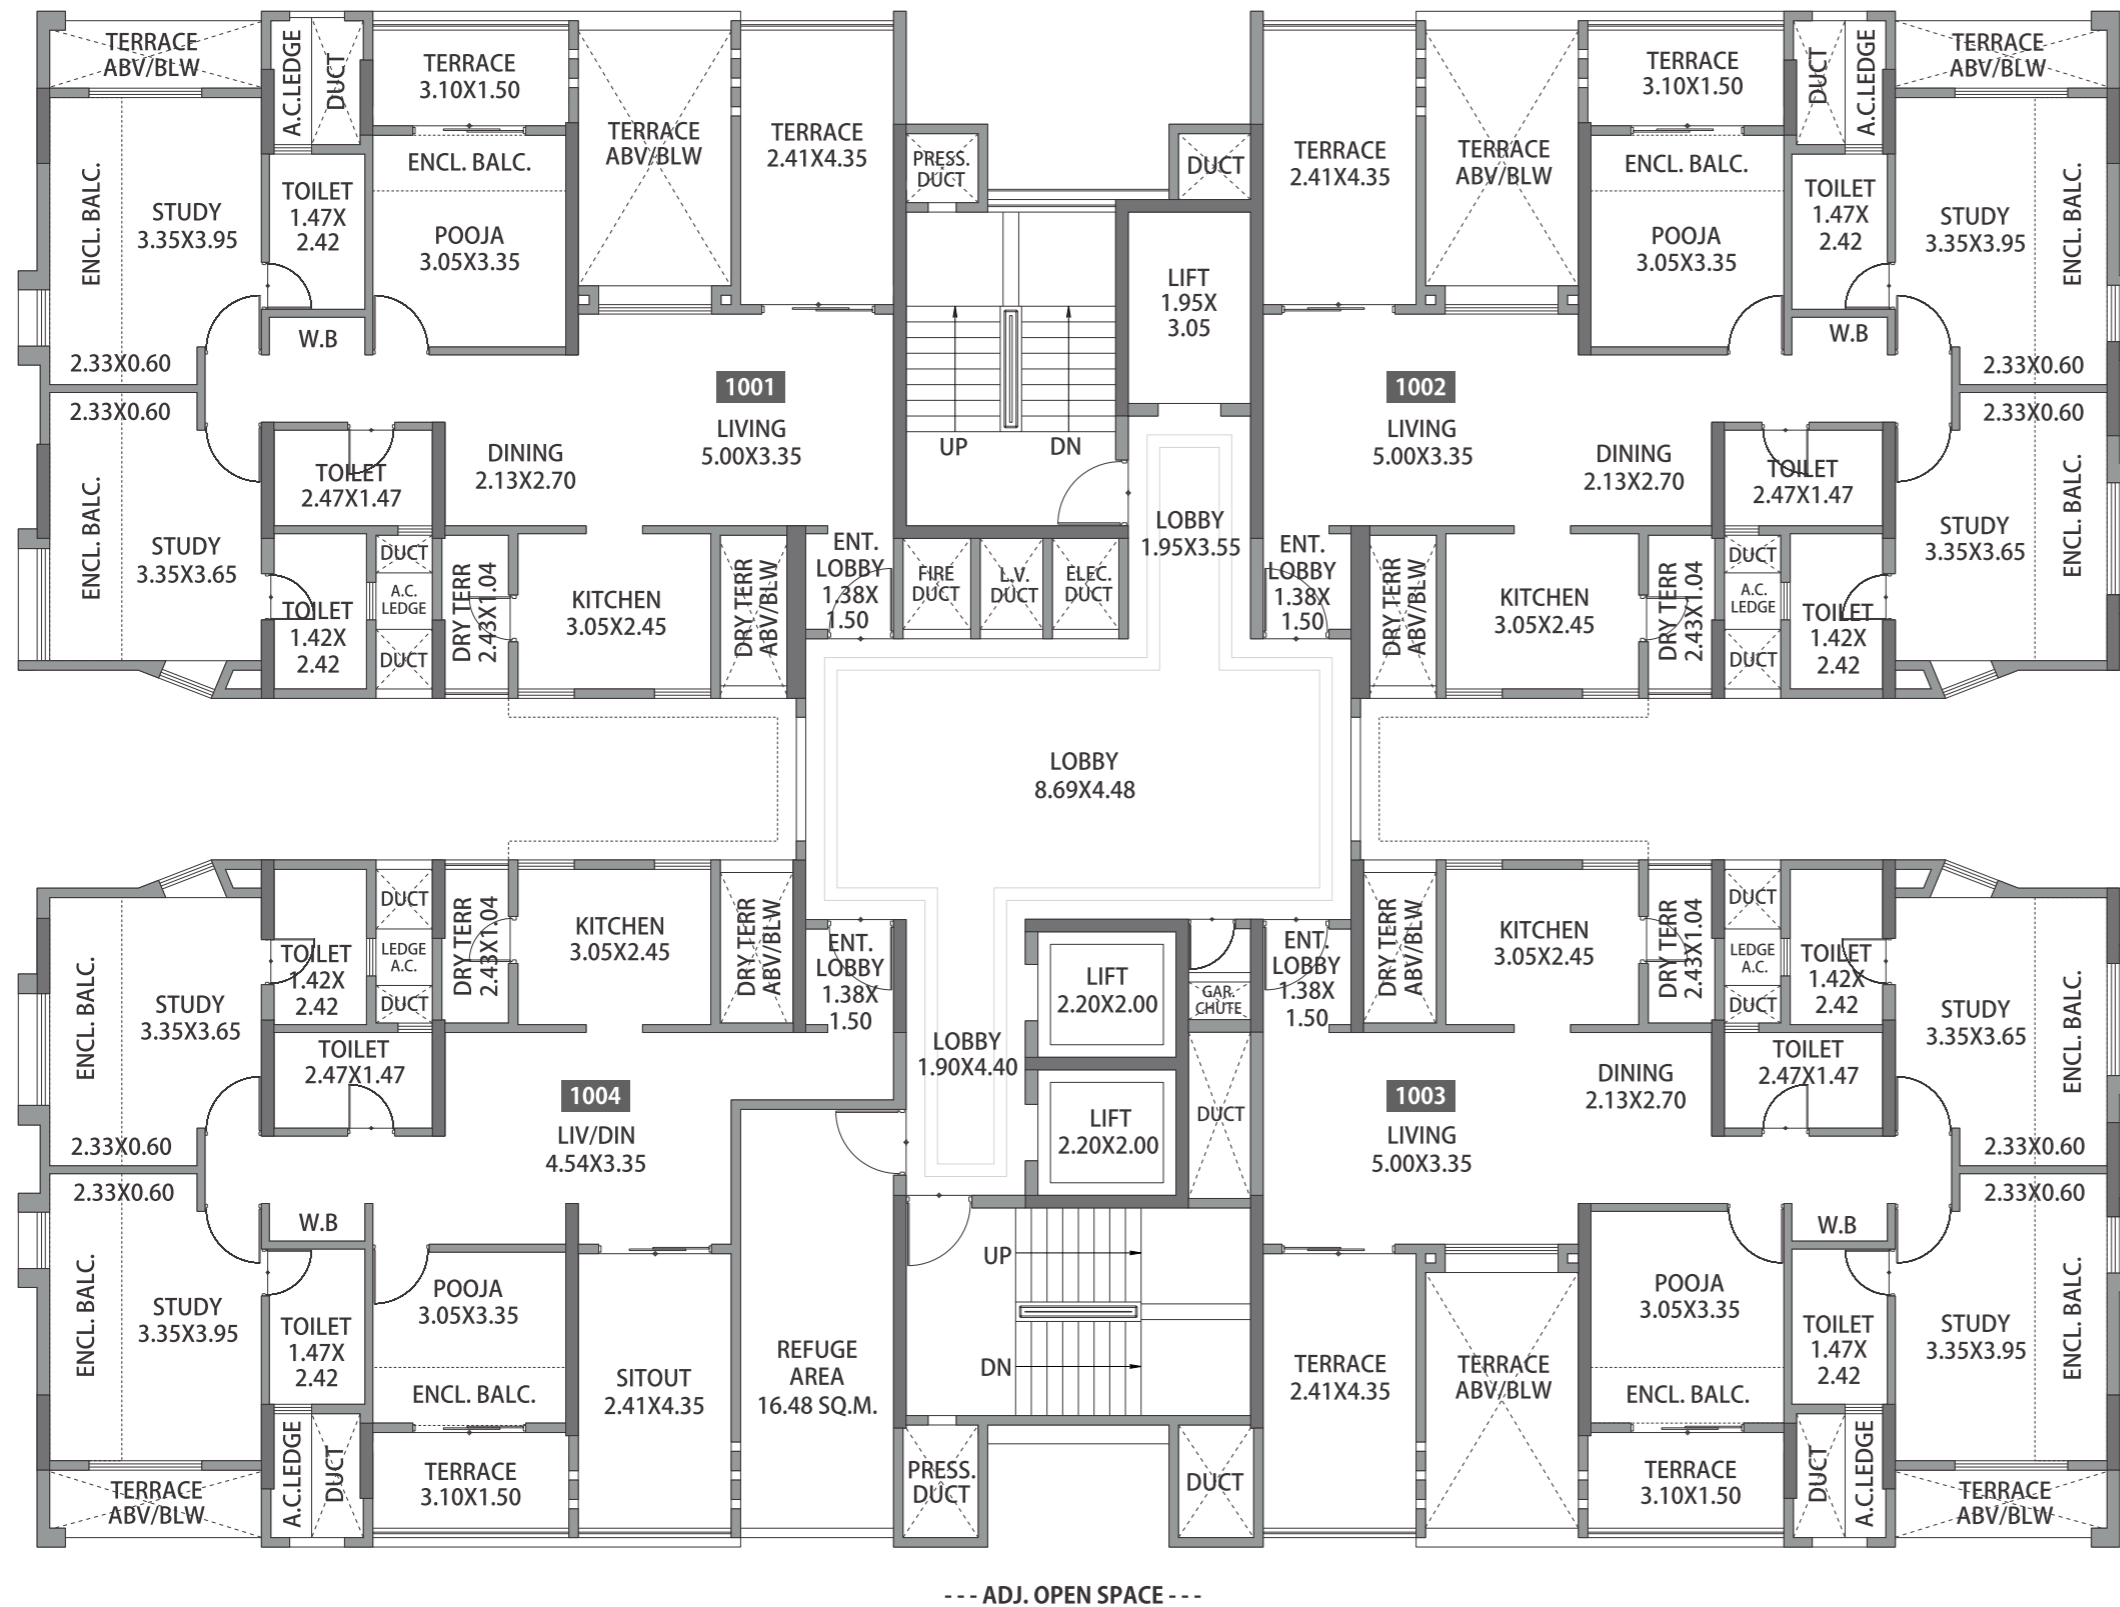 TERRACE
ABV/BLW
A.C.LEDGE
DUCT
TERRACE
3.10X1.50
TERRACE
ABV/BLW
TERRACE
2.41X4.35
ENCL. BALC.
STUDY
3.35X3.95
TOILET
1.47X
2.42
ENCL. BALC.
POOJA
3.05X3.35
W.B
2.33X0.60
2.33X0.60
1001
LIVING
5.00X3.35
DINING
2.13X2.70
TOILET
2.47X1.47
ENCL. BALC.
STUDY
3.35X3.65
TOILET
1.42X
2.42
DUCT
A.C.
LEDGE
DUCT
DRY TERR
2.43X1.04
KITCHEN
3.05X2.45
DRY TERR
ABV/BLW
ENT.
LOBBY
1.38X
1.50
PRESS.
DUCT
DUCT
LIFT
1.95X
3.05
UP
DN
LOBBY
1.95X3.55
FIRE
DUCT
L.V.
DUCT
ELEC.
DUCT
TERRACE
2.41X4.35
TERRACE
ABV/BLW
TERRACE
3.10X1.50
DUCT
A.C.LEDGE
TERRACE
ABV/BLW
ENCL. BALC.
POOJA
3.05X3.35
TOILET
1.47X
2.42
STUDY
3.35X3.95
ENCL. BALC.
W.B
2.33X0.60
2.33X0.60
1002
LIVING
5.00X3.35
DINING
2.13X2.70
TOILET
2.47X1.47
STUDY
3.35X3.65
ENCL. BALC.
ENT.
LOBBY
1.38X
1.50
DRY TERR
ABV/BLW
KITCHEN
3.05X2.45
DRY TERR
2.43X1.04
DUCT
A.C.
LEDGE
DUCT
TOILET
1.42X
2.42
LOBBY
8.69X4.48
ENCL. BALC.
STUDY
3.35X3.65
TOILET
1.42X
2.42
DUCT
LEDGE
A.C.
DUCT
DRY TERR
2.43X1.04
KITCHEN
3.05X2.45
DRY TERR
ABV/BLW
ENT.
LOBBY
1.38X
1.50
TOILET
2.47X1.47
1004
LIV/DIN
4.54X3.35
2.33X0.60
2.33X0.60
W.B
ENCL. BALC.
STUDY
3.35X3.95
TOILET
1.47X
2.42
POOJA
3.05X3.35
ENCL. BALC.
SITOUT
2.41X4.35
REFUGE
AREA
16.48 SQ.M.
A.C.LEDGE
DUCT
TERRACE
3.10X1.50
TERRACE
ABV/BLW
LOBBY
1.90X4.40
LIFT
2.20X2.00
LIFT
2.20X2.00
GAR.
CHUTE
DUCT
UP
DN
PRESS.
DUCT
DUCT
ENT.
LOBBY
1.38X
1.50
DRY TERR
ABV/BLW
KITCHEN
3.05X2.45
DRY TERR
2.43X1.04
DUCT
LEDGE
A.C.
DUCT
TOILET
1.42X
2.42
STUDY
3.35X3.65
ENCL. BALC.
DINING
2.13X2.70
TOILET
2.47X1.47
1003
LIVING
5.00X3.35
2.33X0.60
2.33X0.60
W.B
POOJA
3.05X3.35
ENCL. BALC.
TOILET
1.47X
2.42
STUDY
3.35X3.95
ENCL. BALC.
TERRACE
2.41X4.35
TERRACE
ABV/BLW
TERRACE
3.10X1.50
DUCT
A.C.LEDGE
TERRACE
ABV/BLW
--- ADJ. OPEN SPACE ---